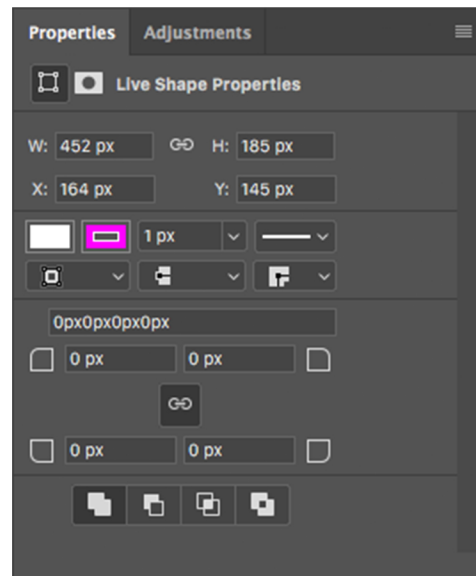 Properties Adjustments
Live Shape Properties
W: 452 px H: 185 px
X: 164 px Y: 145 px
1 px
0px0px0px0px
0 px 0 px
0 px 0 px